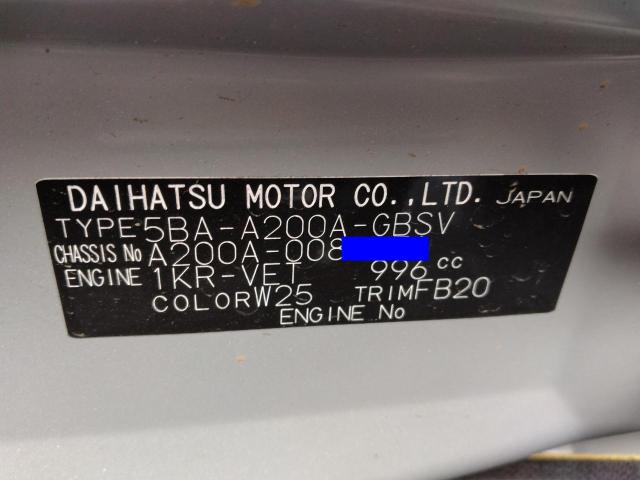 DAIHATSU MOTOR CO.,LTD. JAPAN
TYPE 5BA-A200A-GBSV
CHASSIS No A200A-008
ENGINE 1KR-VET 996 cc
COLOR W25 TRIM FB20
ENGINE No